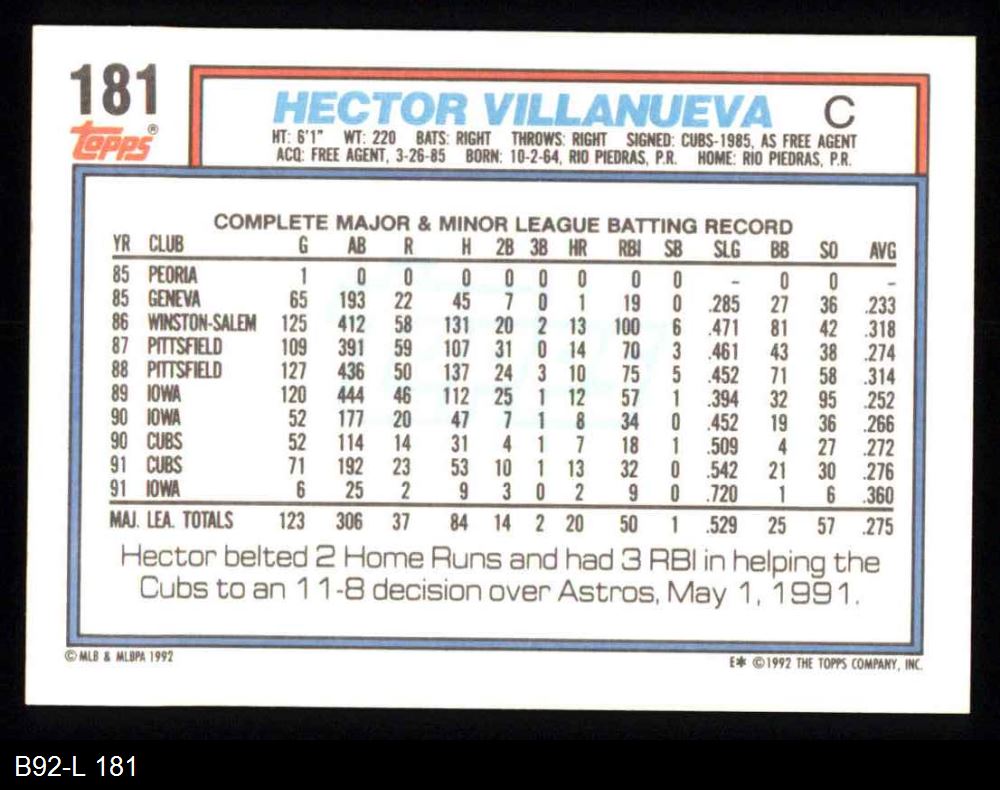 181
Topps®
HECTOR VILLANUEVA C
HT: 6'1" WT: 220 BATS: RIGHT THROWS: RIGHT SIGNED: CUBS-1985, AS FREE AGENT
ACQ: FREE AGENT, 3-26-85 BORN: 10-2-64, RIO PIEDRAS, P.R. HOME: RIO PIEDRAS, P.R.
COMPLETE MAJOR & MINOR LEAGUE BATTING RECORD
YR CLUB G AB R H 2B 3B HR RBI SB SLG BB SO AVG
85 PEORIA 1 0 0 0 0 0 0 0 0 – 0 0 –
85 GENEVA 65 193 22 45 7 0 1 19 0 .285 27 36 .233
86 WINSTON-SALEM 125 412 58 131 20 2 13 100 6 .471 81 42 .318
87 PITTSFIELD 109 391 59 107 31 0 14 70 3 .461 43 38 .274
88 PITTSFIELD 127 436 50 137 24 3 10 75 5 .452 71 58 .314
89 IOWA 120 444 46 112 25 1 12 57 1 .394 32 95 .252
90 IOWA 52 177 20 47 7 1 8 34 0 .452 19 36 .266
90 CUBS 52 114 14 31 4 1 7 18 1 .509 4 27 .272
91 CUBS 71 192 23 53 10 1 13 32 0 .542 21 30 .276
91 IOWA 6 25 2 9 3 0 2 9 0 .720 1 6 .360
MAJ. LEA. TOTALS 123 306 37 84 14 2 20 50 1 .529 25 57 .275
Hector belted 2 Home Runs and had 3 RBI in helping the
Cubs to an 11-8 decision over Astros, May 1, 1991.
© MLB & MLBPA 1992
E* © 1992 THE TOPPS COMPANY, INC.
B92-L 181